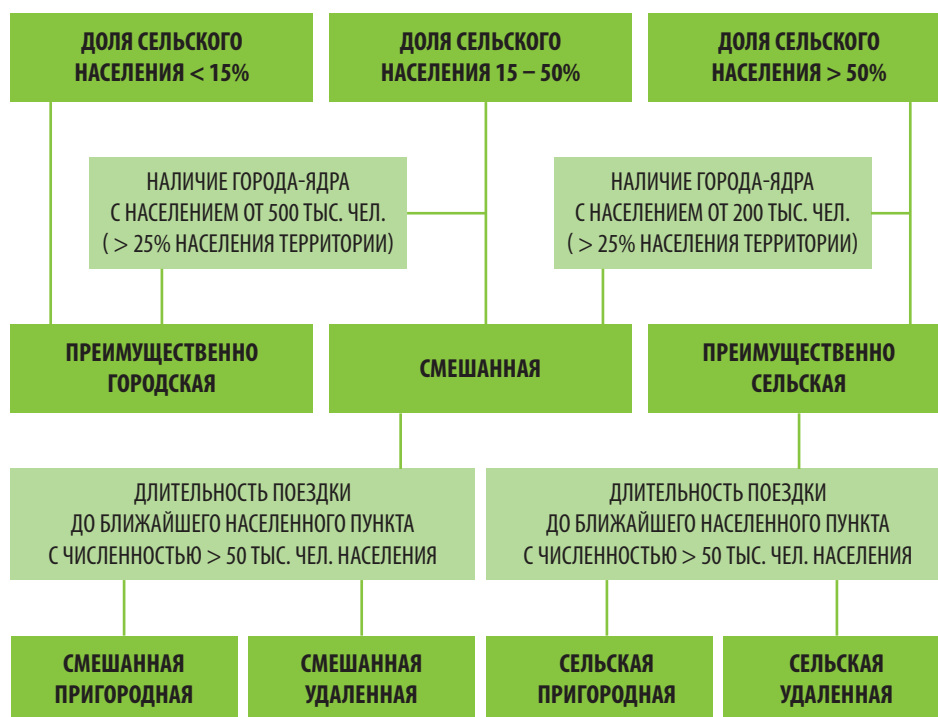 ДОЛЯ СЕЛЬСКОГО
НАСЕЛЕНИЯ < 15%
ДОЛЯ СЕЛЬСКОГО
НАСЕЛЕНИЯ 15 – 50%
ДОЛЯ СЕЛЬСКОГО
НАСЕЛЕНИЯ > 50%
НАЛИЧИЕ ГОРОДА-ЯДРА
С НАСЕЛЕНИЕМ ОТ 500 ТЫС. ЧЕЛ.
( > 25% НАСЕЛЕНИЯ ТЕРРИТОРИИ)
НАЛИЧИЕ ГОРОДА-ЯДРА
С НАСЕЛЕНИЕМ ОТ 200 ТЫС. ЧЕЛ.
( > 25% НАСЕЛЕНИЯ ТЕРРИТОРИИ)
ПРЕИМУЩЕСТВЕННО
ГОРОДСКАЯ
СМЕШАННАЯ
ПРЕИМУЩЕСТВЕННО
СЕЛЬСКАЯ
ДЛИТЕЛЬНОСТЬ ПОЕЗДКИ
ДО БЛИЖАЙШЕГО НАСЕЛЕННОГО ПУНКТА
С ЧИСЛЕННОСТЬЮ > 50 ТЫС. ЧЕЛ. НАСЕЛЕНИЯ
ДЛИТЕЛЬНОСТЬ ПОЕЗДКИ
ДО БЛИЖАЙШЕГО НАСЕЛЕННОГО ПУНКТА
С ЧИСЛЕННОСТЬЮ > 50 ТЫС. ЧЕЛ. НАСЕЛЕНИЯ
СМЕШАННАЯ
ПРИГОРОДНАЯ
СМЕШАННАЯ
УДАЛЕННАЯ
СЕЛЬСКАЯ
ПРИГОРОДНАЯ
СЕЛЬСКАЯ
УДАЛЕННАЯ